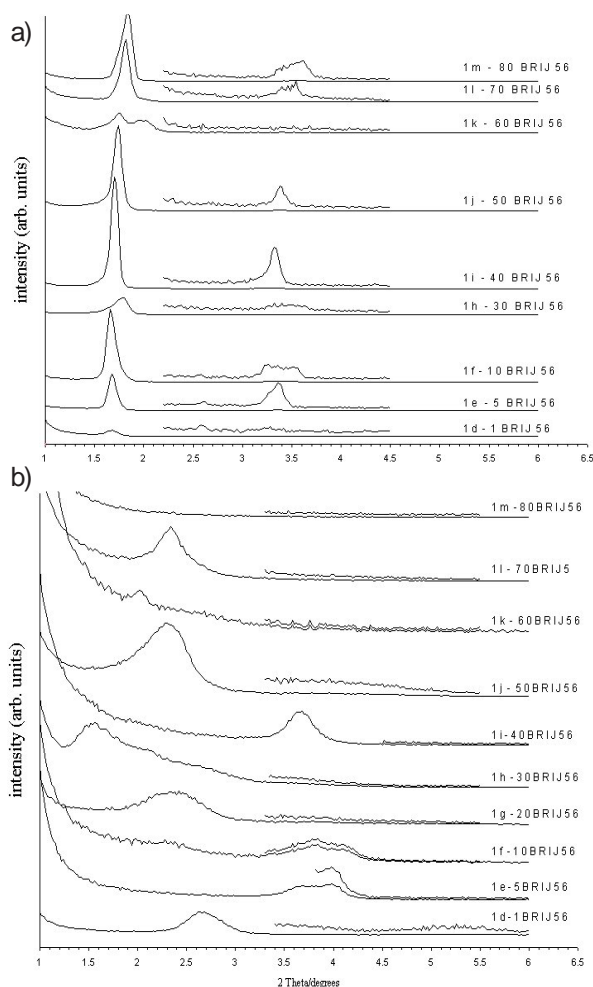 a)
1m - 80 BRIJ 56
1l - 70 BRIJ 56
1k - 60 BRIJ 56
1j - 50 BRIJ 56
1i - 40 BRIJ 56
1h - 30 BRIJ 56
1f - 10 BRIJ 56
1e - 5 BRIJ 56
1d - 1 BRIJ 56
intensity (arb. units)
1 1.5 2 2.5 3 3.5 4 4.5 5 5.5 6 6.5
b)
1m-80BRIJ56
1l-70BRIJ5
1k-60BRIJ56
1j-50BRIJ56
1i-40BRIJ56
1h-30BRIJ56
1g-20BRIJ56
1f-10BRIJ56
1e-5BRIJ56
1d-1BRIJ56
intensity (arb. units)
1 1.5 2 2.5 3 3.5 4 4.5 5 5.5 6 6.5
2 Theta/degrees